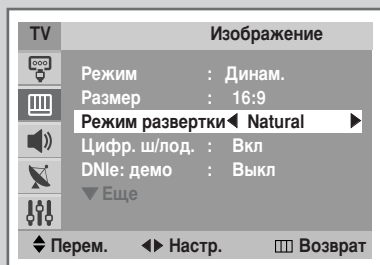 TV Изображение
Режим : Динам.
Размер : 16:9
Режим развертки◀ Natural ▶
Цифр. ш/под. : Вкл
DNIe: демо : Выкл
▼Еще
Перем. Настр. Возврат